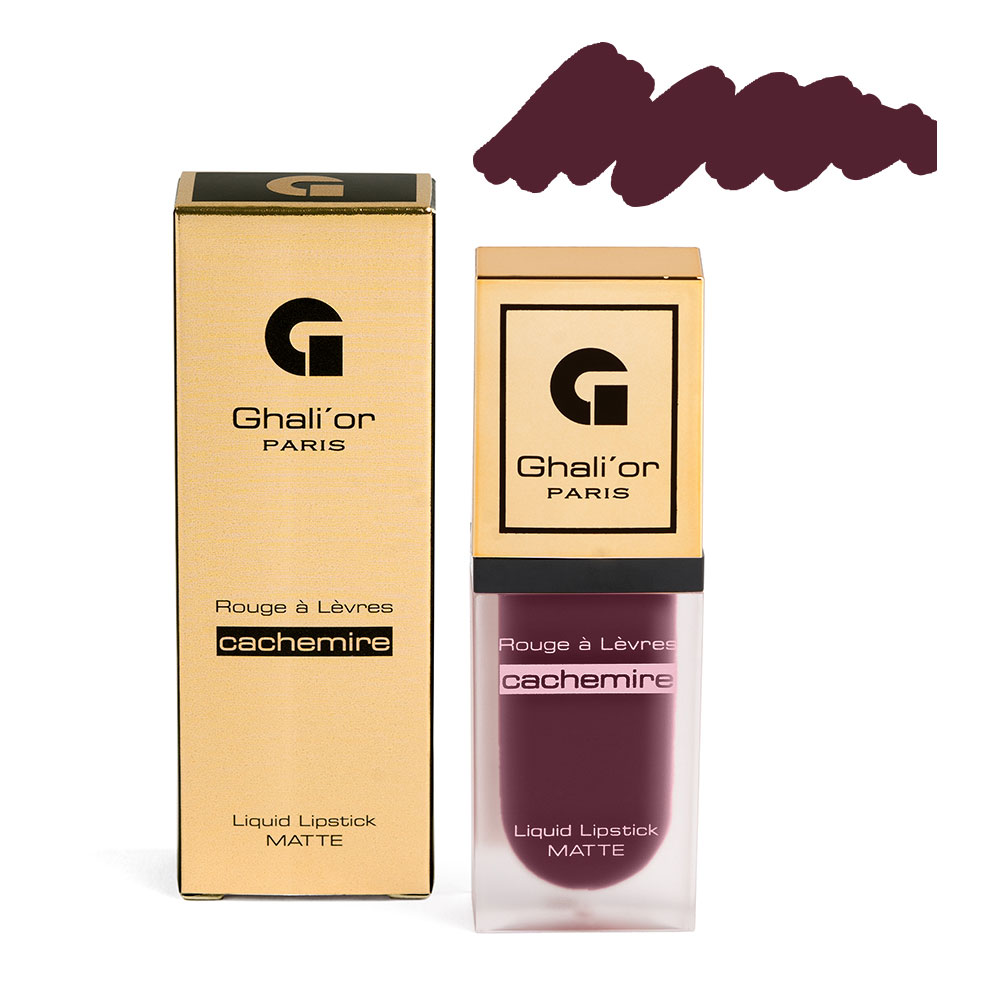 G
G
Ghali´or
PARIS
Rouge à Lèvres
cachemire
Liquid Lipstick
MATTE
G
Ghali´or
PARIS
Rouge à Lèvres
cachemire
Liquid Lipstick
MATTE